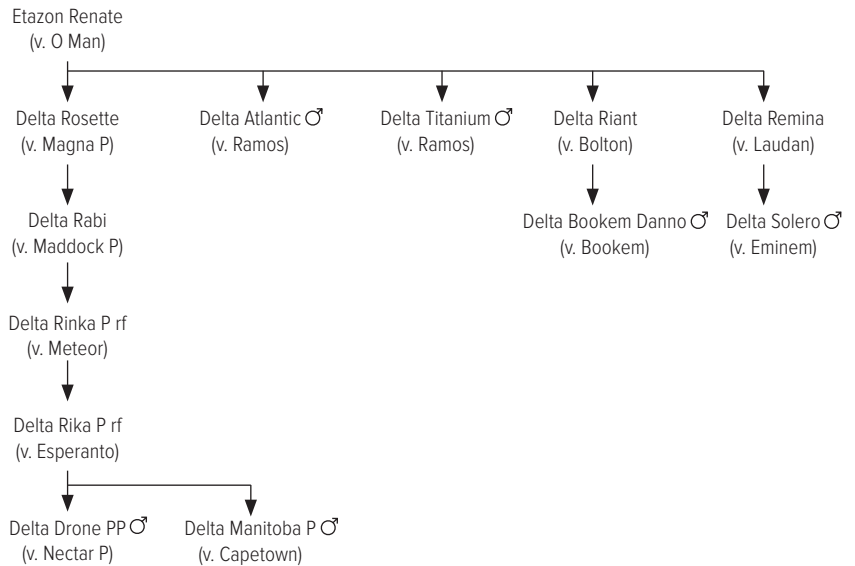 Etazon Renate
(v. O Man)
Delta Rosette
(v. Magna P)
Delta Atlantic ♂
(v. Ramos)
Delta Titanium ♂
(v. Ramos)
Delta Riant
(v. Bolton)
Delta Remina
(v. Laudan)
Delta Rabi
(v. Maddock P)
Delta Bookem Danno ♂
(v. Bookem)
Delta Solero ♂
(v. Eminem)
Delta Rinka P rf
(v. Meteor)
Delta Rika P rf
(v. Esperanto)
Delta Drone PP ♂
(v. Nectar P)
Delta Manitoba P ♂
(v. Capetown)